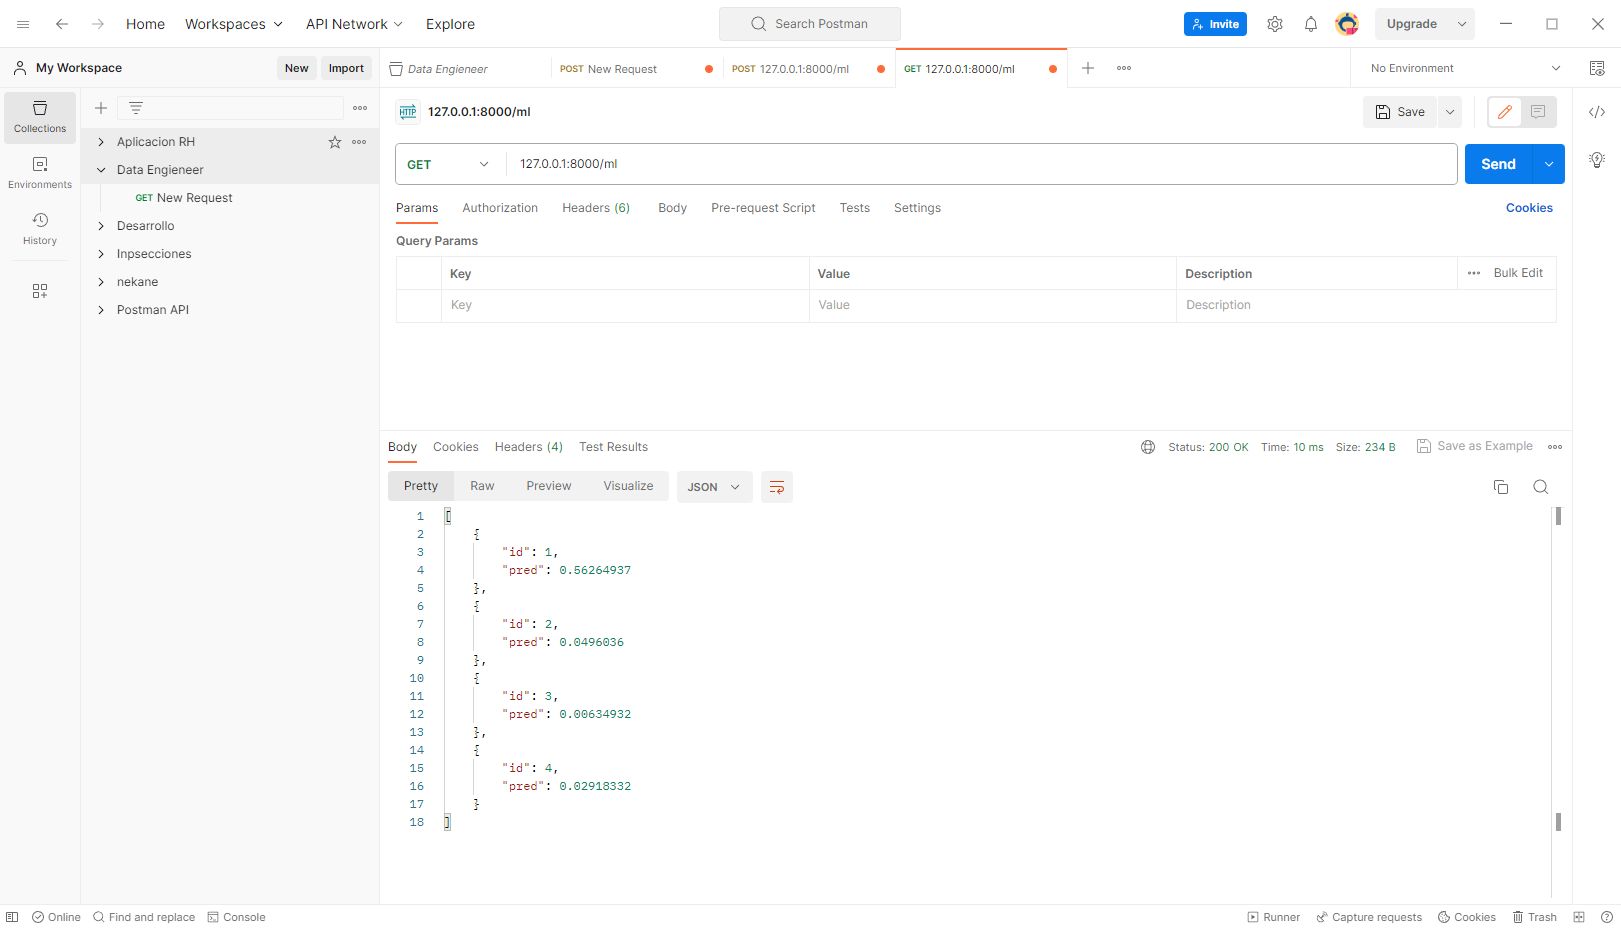 Home Workspaces API Network Explore Search Postman Invite Upgrade
My Workspace New Import Data Engieneer POST New Request POST 127.0.0.1:8000/ml GET 127.0.0.1:8000/ml No Environment
Collections
Environments
History
Aplicacion RH
Data Engieneer
GET New Request
Desarrollo
Inpsecciones
nekane
Postman API
HTTP 127.0.0.1:8000/ml Save
GET 127.0.0.1:8000/ml Send
Params Authorization Headers (6) Body Pre-request Script Tests Settings Cookies
Query Params
Key Value Description Bulk Edit
Key Value Description
Body Cookies Headers (4) Test Results Status: 200 OK Time: 10 ms Size: 234 B Save as Example
Pretty Raw Preview Visualize JSON
1 [
2 {
3 "id": 1,
4 "pred": 0.56264937
5 },
6 {
7 "id": 2,
8 "pred": 0.0496036
9 },
10 {
11 "id": 3,
12 "pred": 0.00634932
13 },
14 {
15 "id": 4,
16 "pred": 0.02918332
17 }
18 ]
Online Find and replace Console Runner Capture requests Cookies Trash